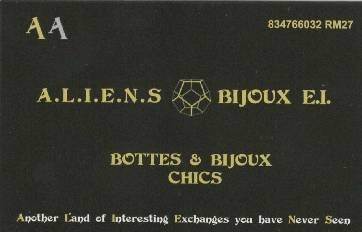 AA
834766032 RM27
A.L.I.E.N.S BIJOUX E.I.
BOTTES & BIJOUX
CHICS
Another Land of Interesting Exchanges you have Never Seen